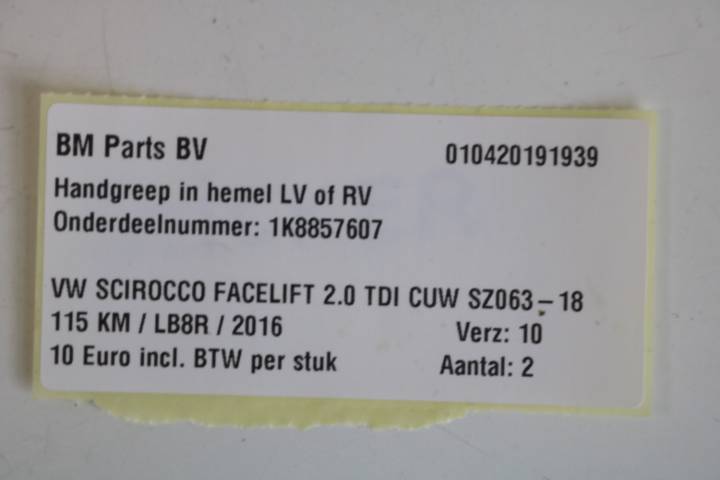 BM Parts BV 010420191939
Handgreep in hemel LV of RV
Onderdeelnummer: 1K8857607
VW SCIROCCO FACELIFT 2.0 TDI CUW SZ063-18
115 KM / LB8R / 2016 Verz: 10
10 Euro incl. BTW per stuk Aantal: 2